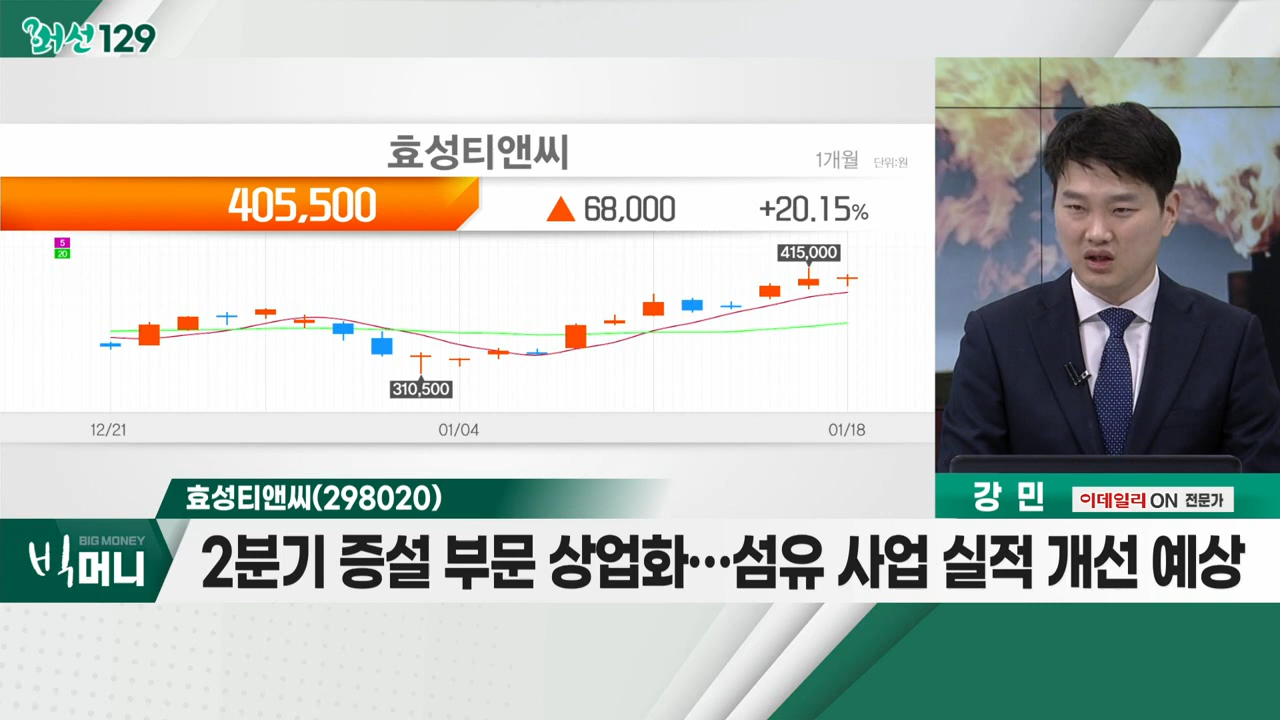 머선129
효성티앤씨
1개월 단위:원
405,500 ▲ 68,000 +20.15%
5
20
415,000
310,500
12/21 01/04 01/18
효성티앤씨(298020)
강 민 이데일리ON 전문가
BIG MONEY
빅머니
2분기 증설 부문 상업화…섬유 사업 실적 개선 예상